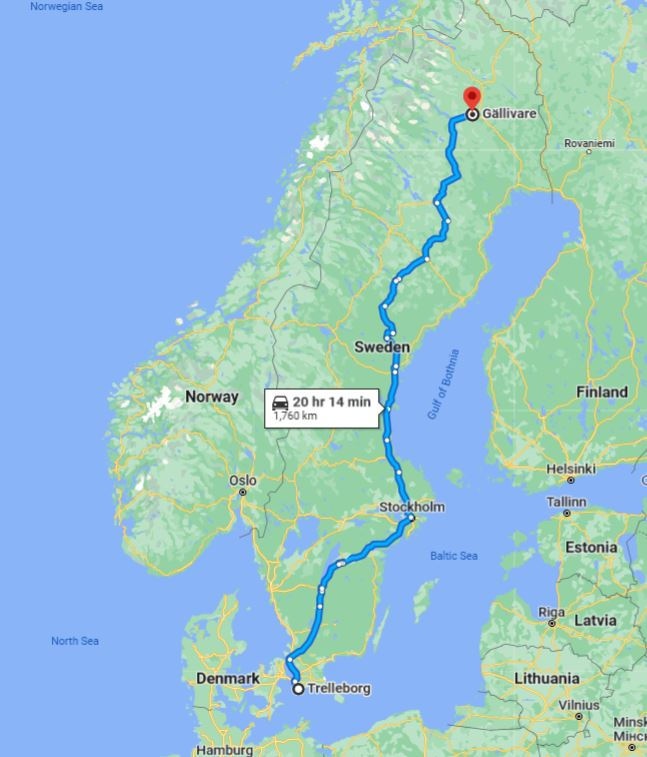 Norwegian Sea
Gällivare
Rovaniemi
Sweden
Gulf of Bothnia
Norway
20 hr 14 min
1,760 km
Finland
Oslo
Helsinki
Stockholm
Tallinn
Baltic Sea
Estonia
Riga
Latvia
North Sea
Denmark
Trelleborg
Lithuania
Vilnius
Minsk
Hamburg